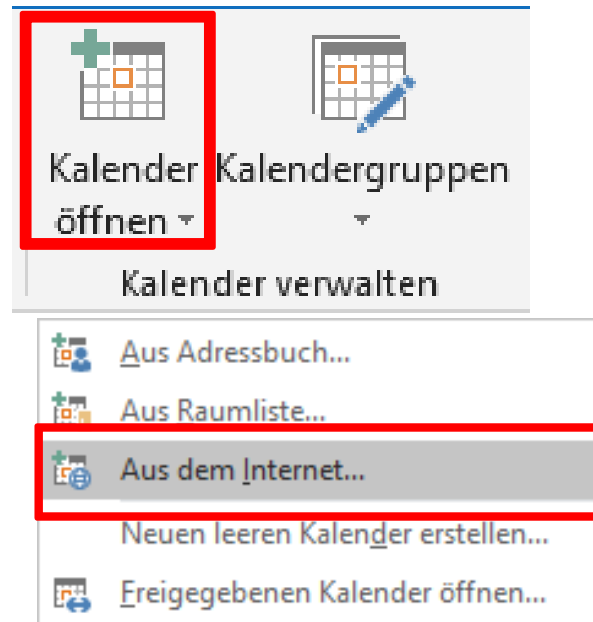 Kalender Kalendergruppen
öffnen
Kalender verwalten
Aus Adressbuch...
Aus Raumliste...
Aus dem Internet...
Neuen leeren Kalender erstellen...
Freigegebenen Kalender öffnen...